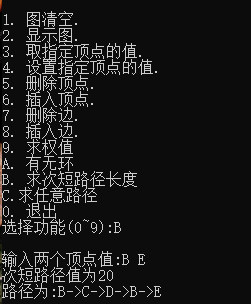 1. 图清空.
2. 显示图.
3. 取指定顶点的值.
4. 设置指定顶点的值.
5. 删除顶点.
6. 插入顶点.
7. 删除边.
8. 插入边.
9. 求权值
A. 有无环
B. 求次短路径长度
C.求任意路径
0. 退出
选择功能(0~9):B
输入两个顶点值:B E
次短路径值为20
路径为:B->C->D->B->E